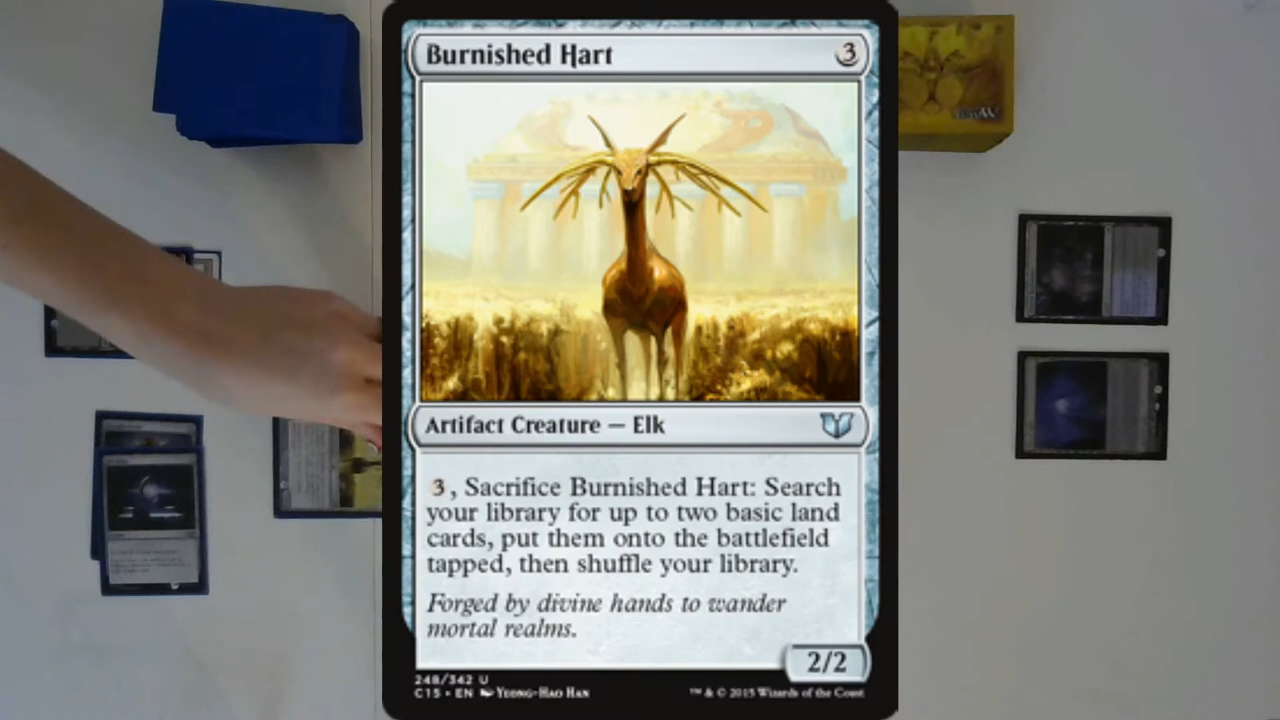 Burnished Hart 3
Artifact Creature — Elk
3, Sacrifice Burnished Hart: Search
your library for up to two basic land
cards, put them onto the battlefield
tapped, then shuffle your library.
Forged by divine hands to wander
mortal realms.
2/2
248/342 U
C15 • EN Yeong-Hao Han
™ & © 2015 Wizards of the Coast